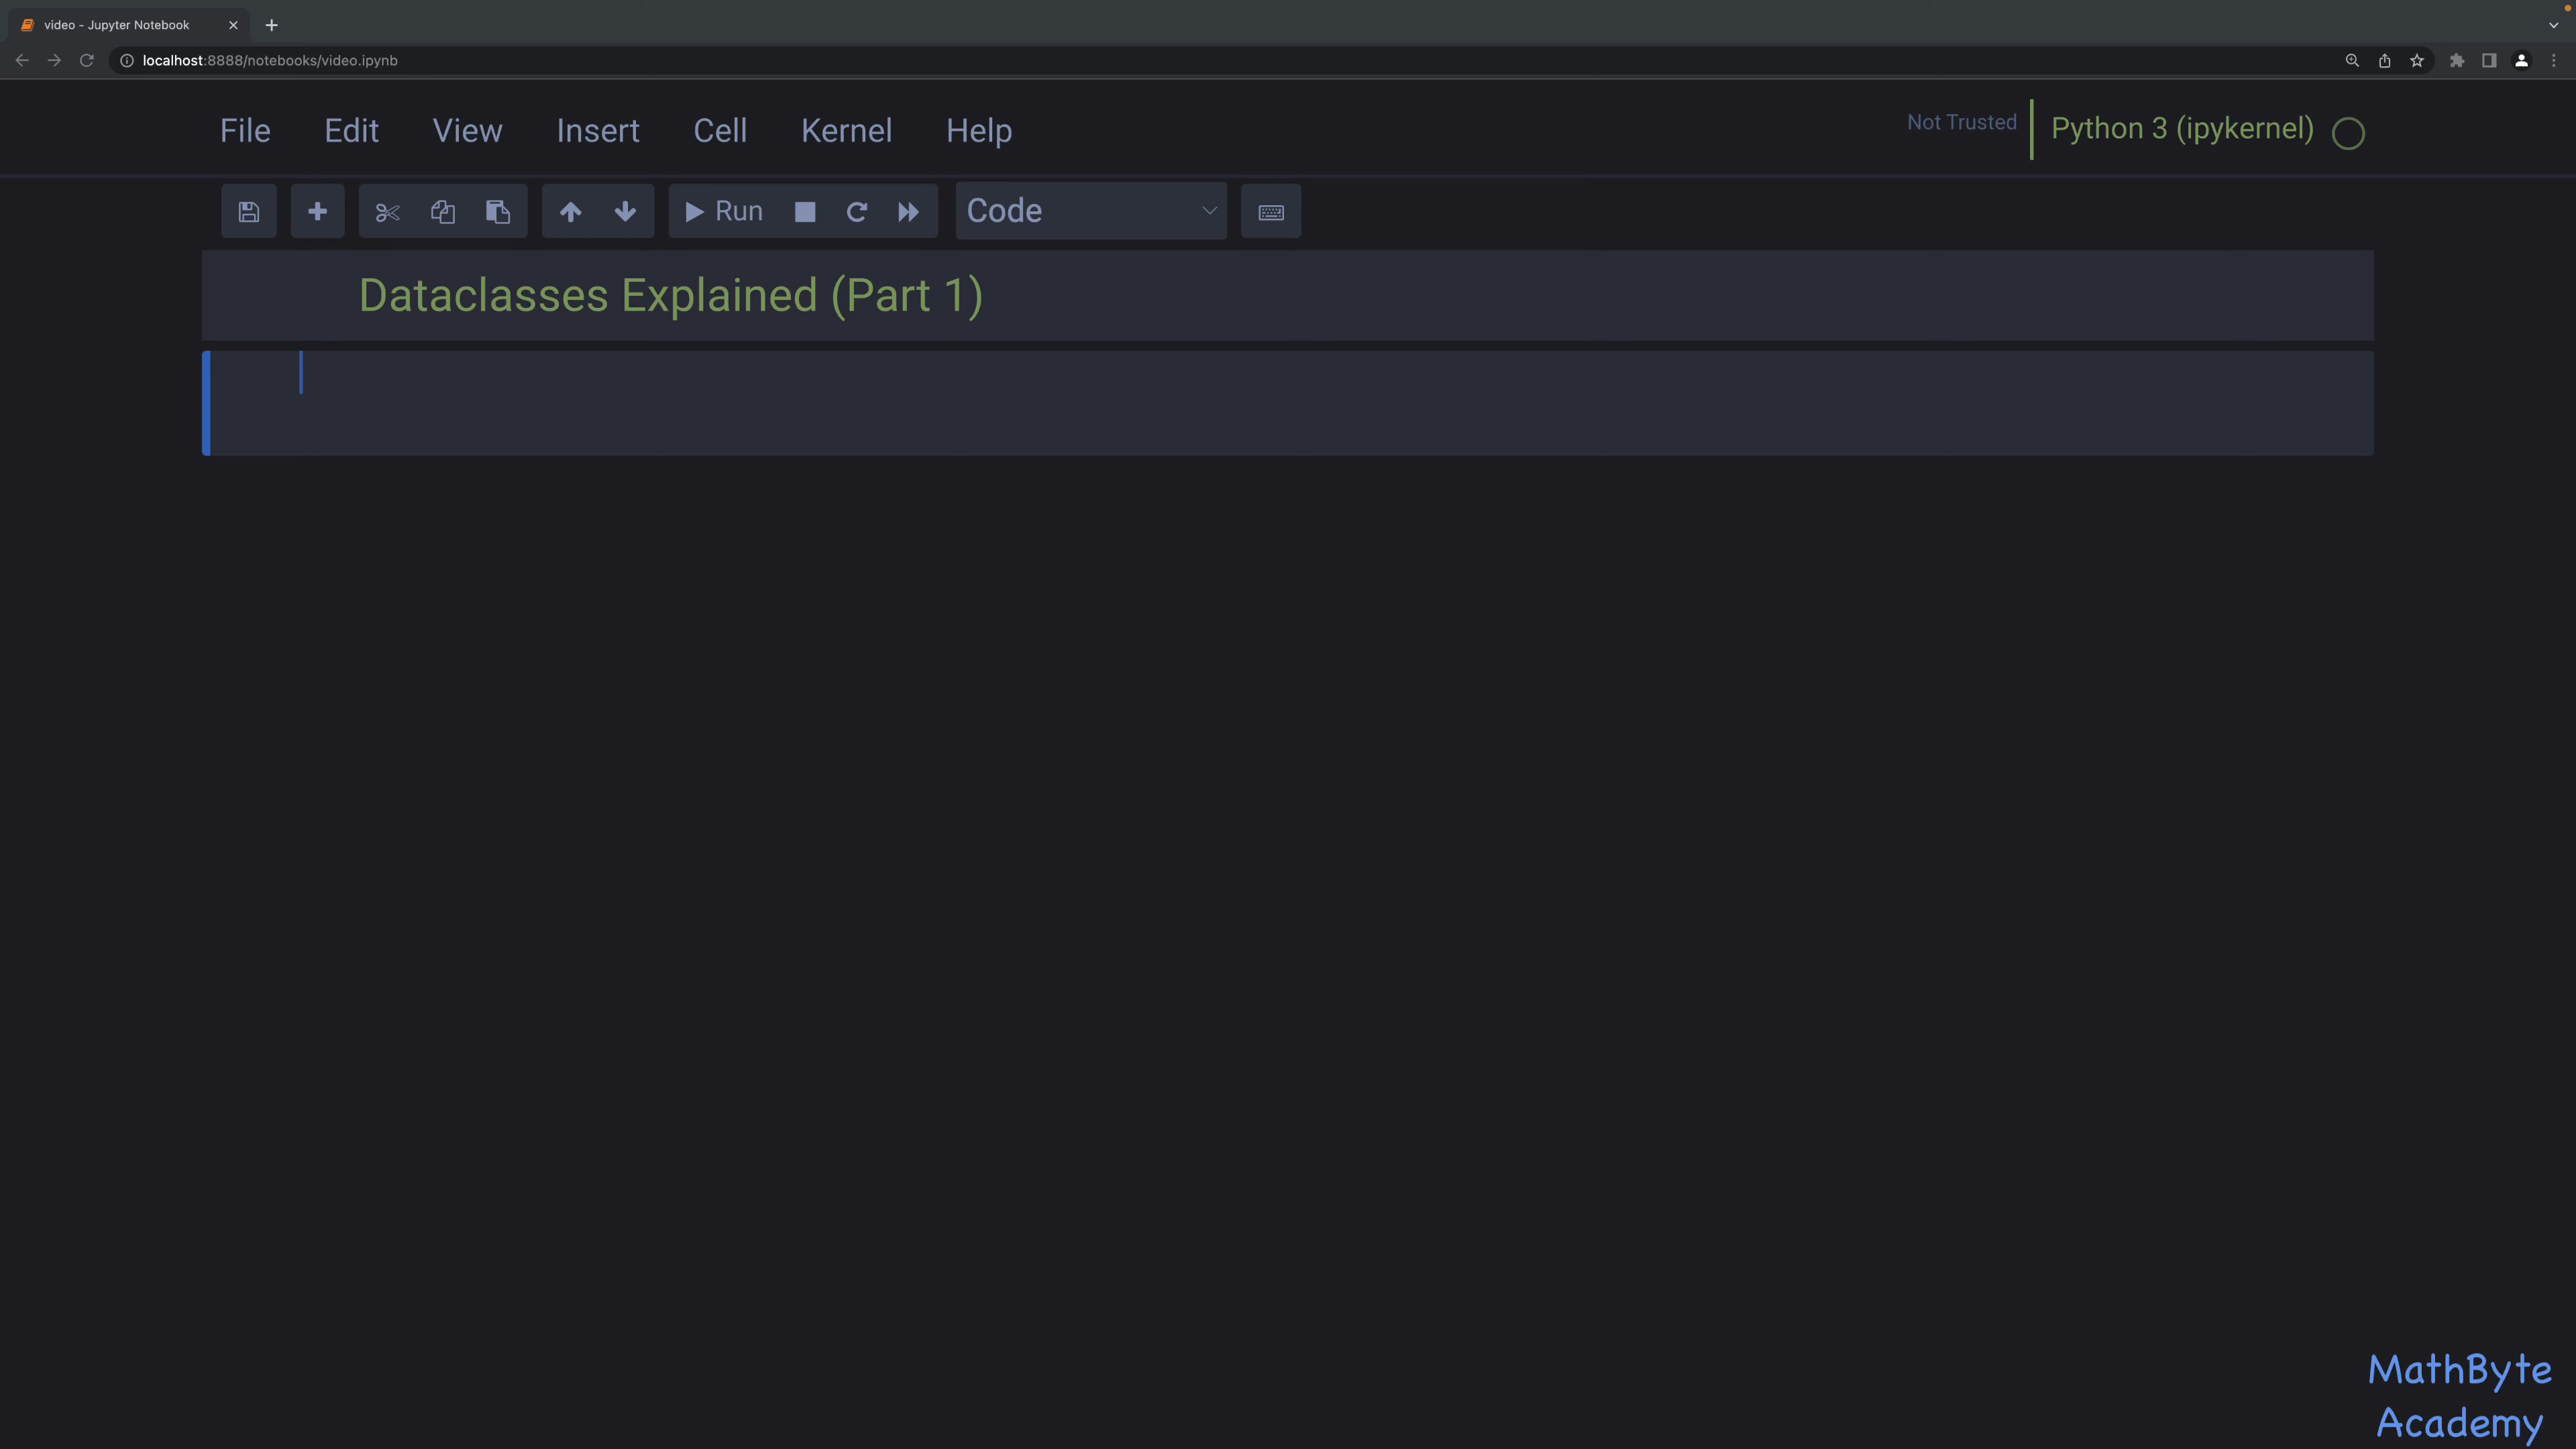 video - Jupyter Notebook
localhost:8888/notebooks/video.ipynb
File Edit View Insert Cell Kernel Help
Not Trusted Python 3 (ipykernel)
Run Code
Dataclasses Explained (Part 1)
MathByte
Academy